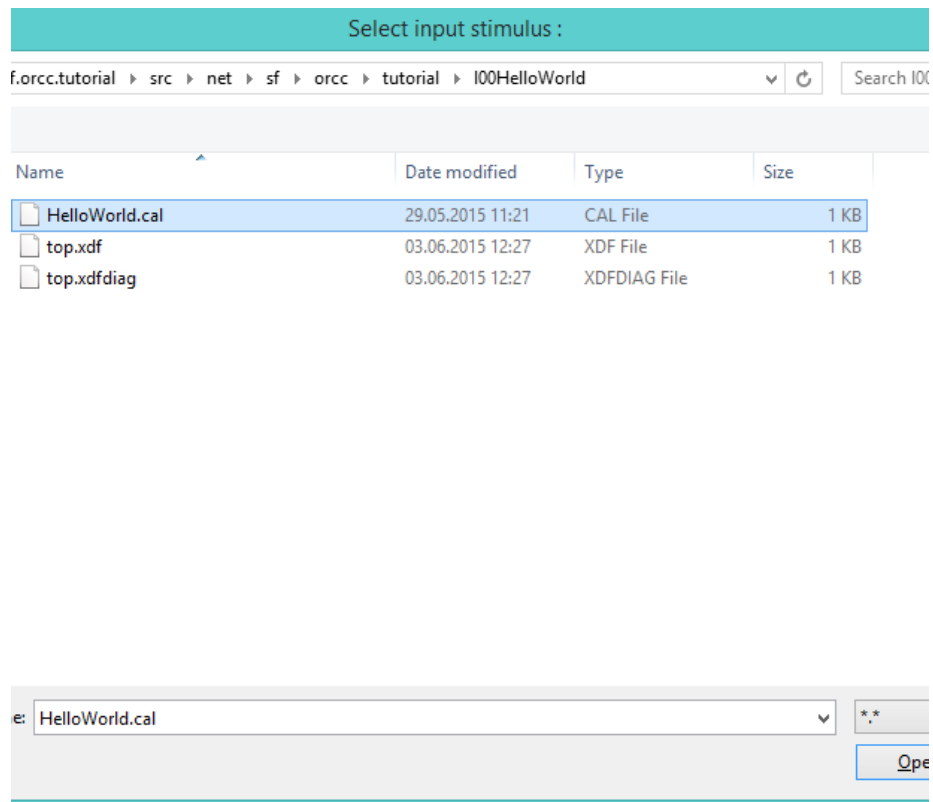 Select input stimulus :
f.orcc.tutorial ▸ src ▸ net ▸ sf ▸ orcc ▸ tutorial ▸ l00HelloWorld Search l00
Name Date modified Type Size
HelloWorld.cal 29.05.2015 11:21 CAL File 1 KB
top.xdf 03.06.2015 12:27 XDF File 1 KB
top.xdfdiag 03.06.2015 12:27 XDFDIAG File 1 KB
e: HelloWorld.cal *.*
Ope